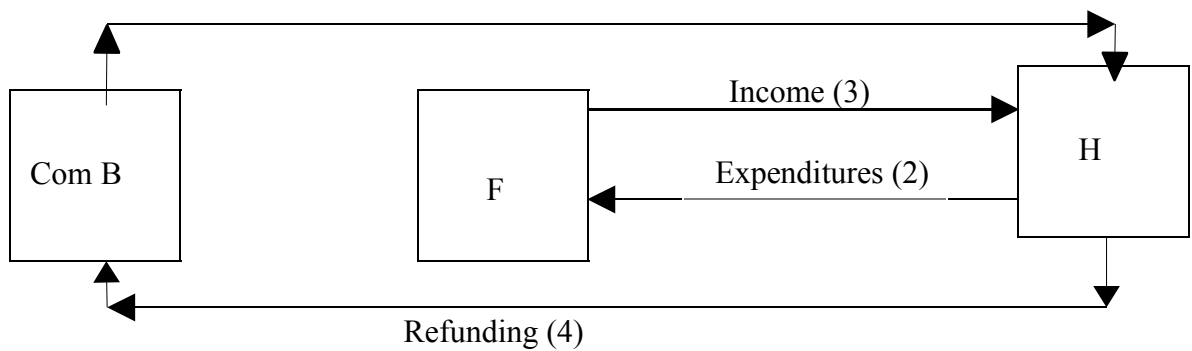 Income (3)
Com B
F
H
Expenditures (2)
Refunding (4)